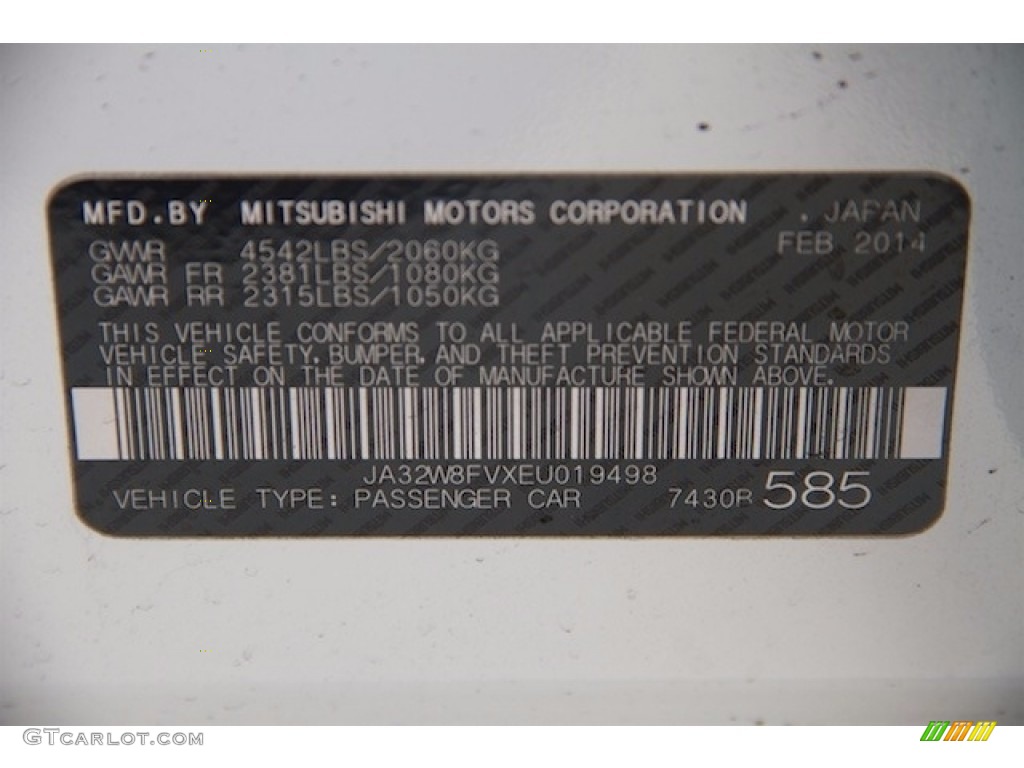 MFD.BY MITSUBISHI MOTORS CORPORATION . JAPAN
FEB 2014
GVWR 4542LBS/2060KG
GAWR FR 2381LBS/1080KG
GAWR RR 2315LBS/1050KG
THIS VEHICLE CONFORMS TO ALL APPLICABLE FEDERAL MOTOR
VEHICLE SAFETY, BUMPER, AND THEFT PREVENTION STANDARDS
IN EFFECT ON THE DATE OF MANUFACTURE SHOWN ABOVE.
JA32W8FVXEU019498
VEHICLE TYPE: PASSENGER CAR 7430R 585
GTCARLOT.COM